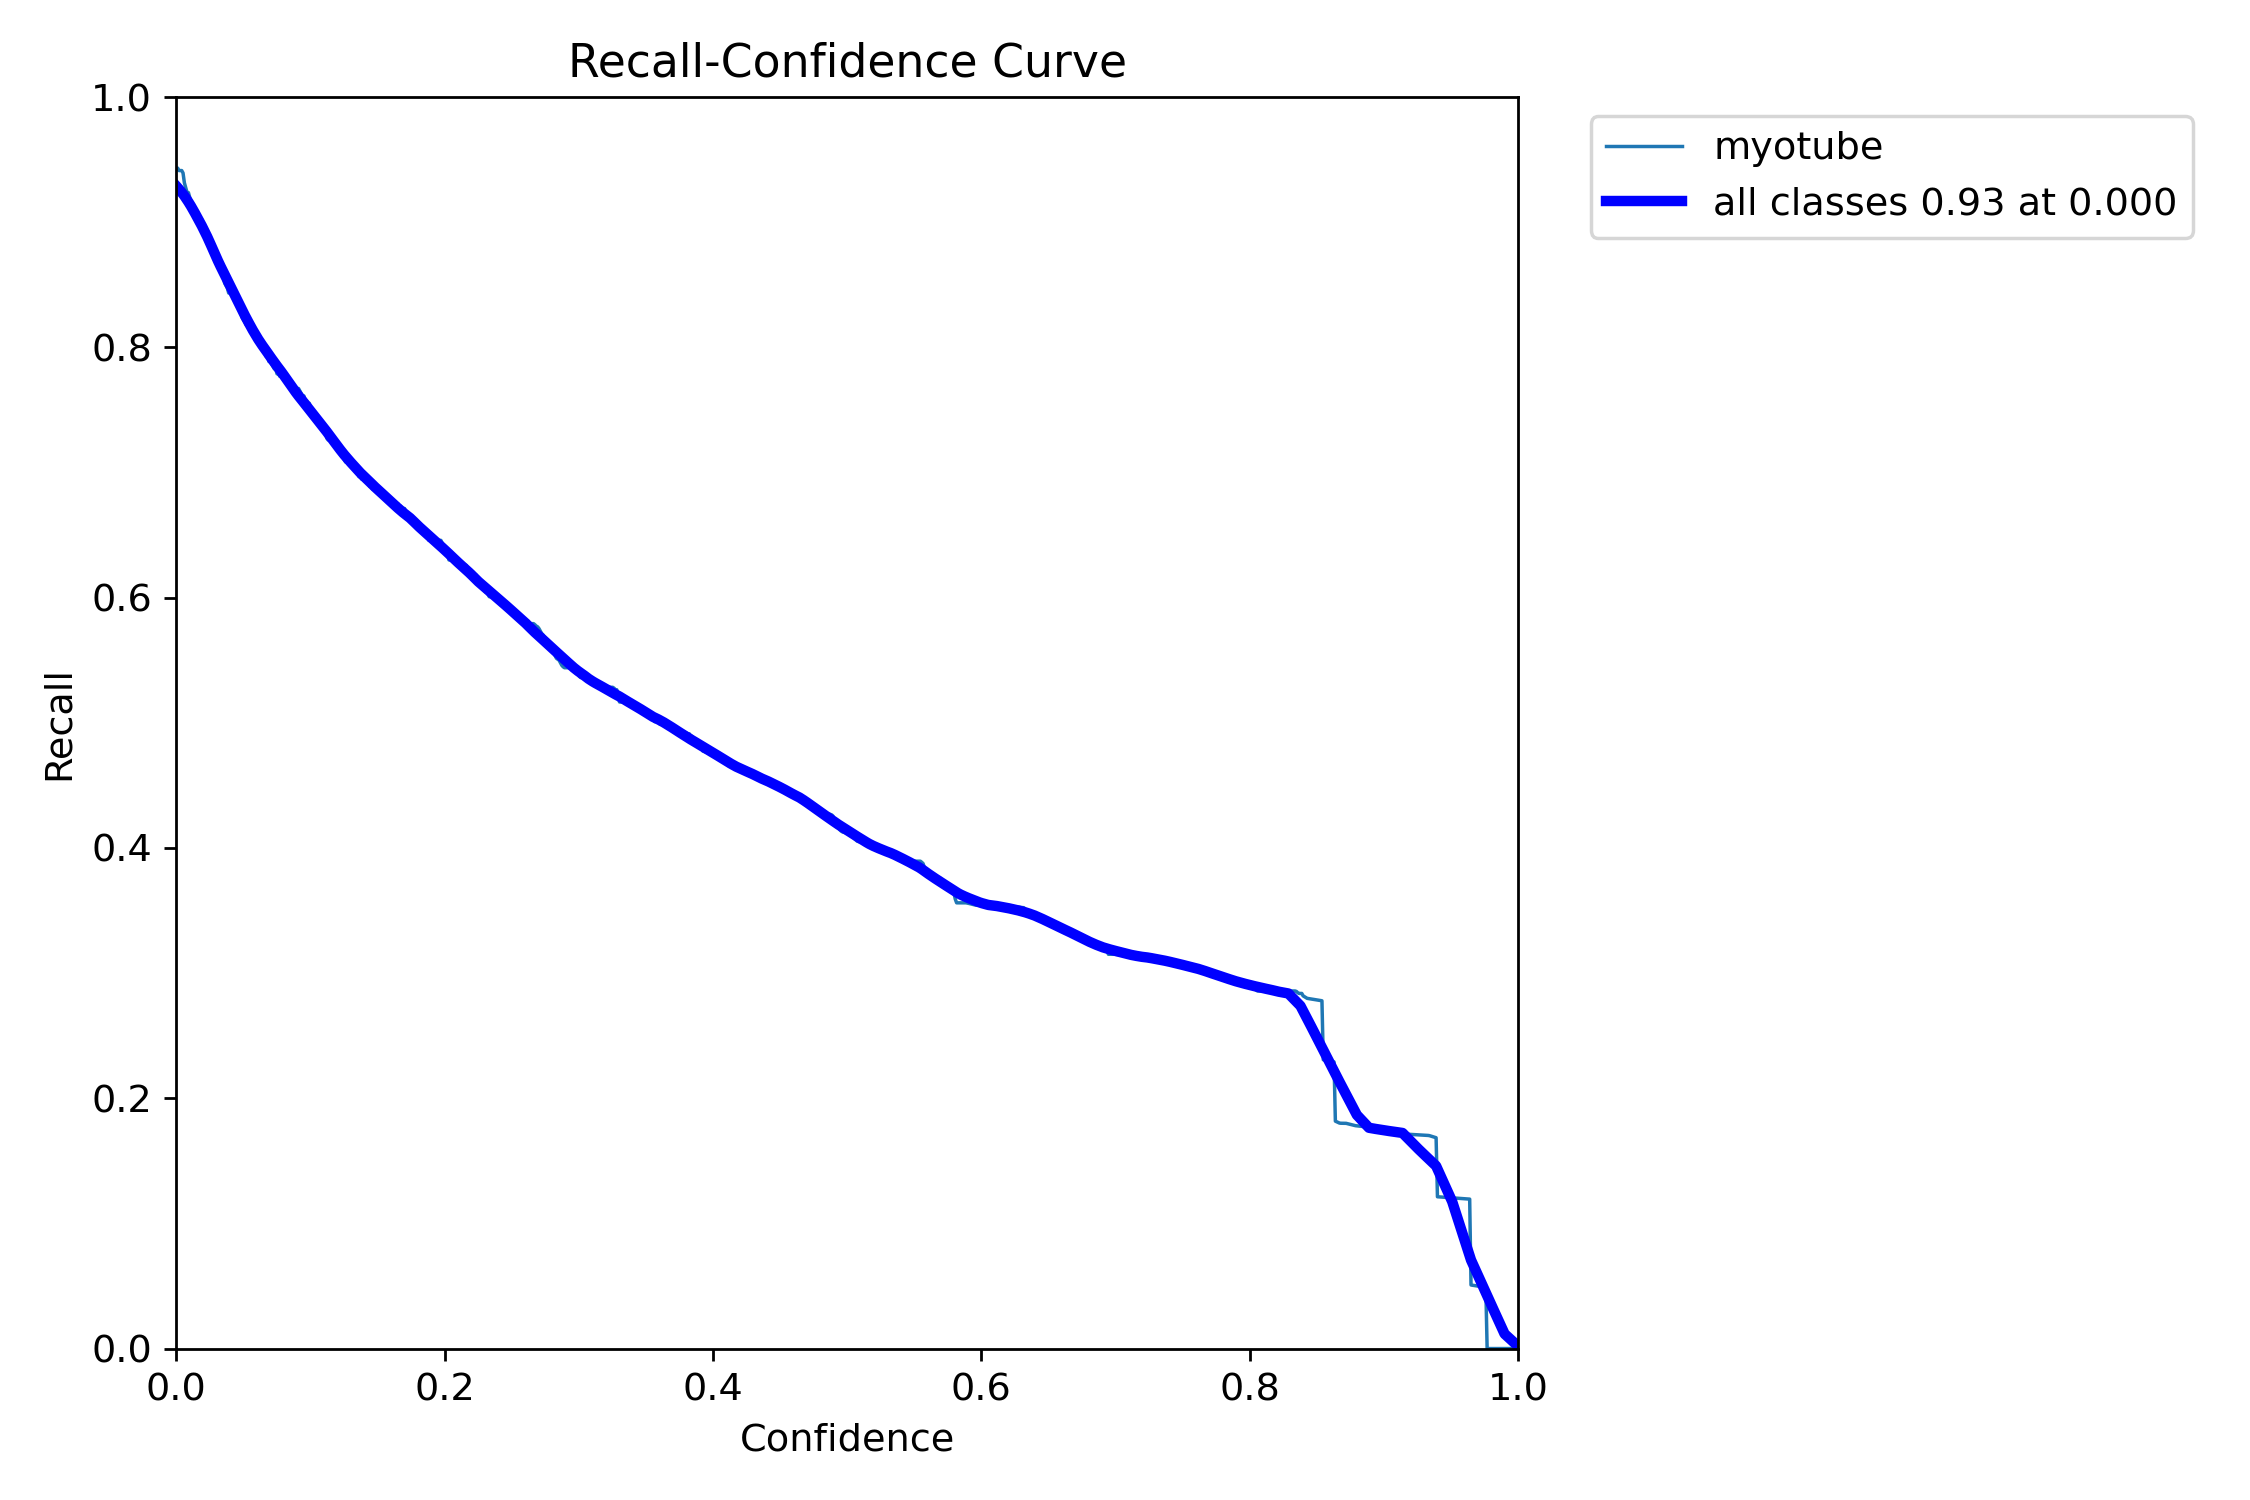 Recall-Confidence Curve
myotube
all classes 0.93 at 0.000
1.0
0.8
0.6
0.4
0.2
0.0
Recall
0.0 0.2 0.4 0.6 0.8 1.0
Confidence